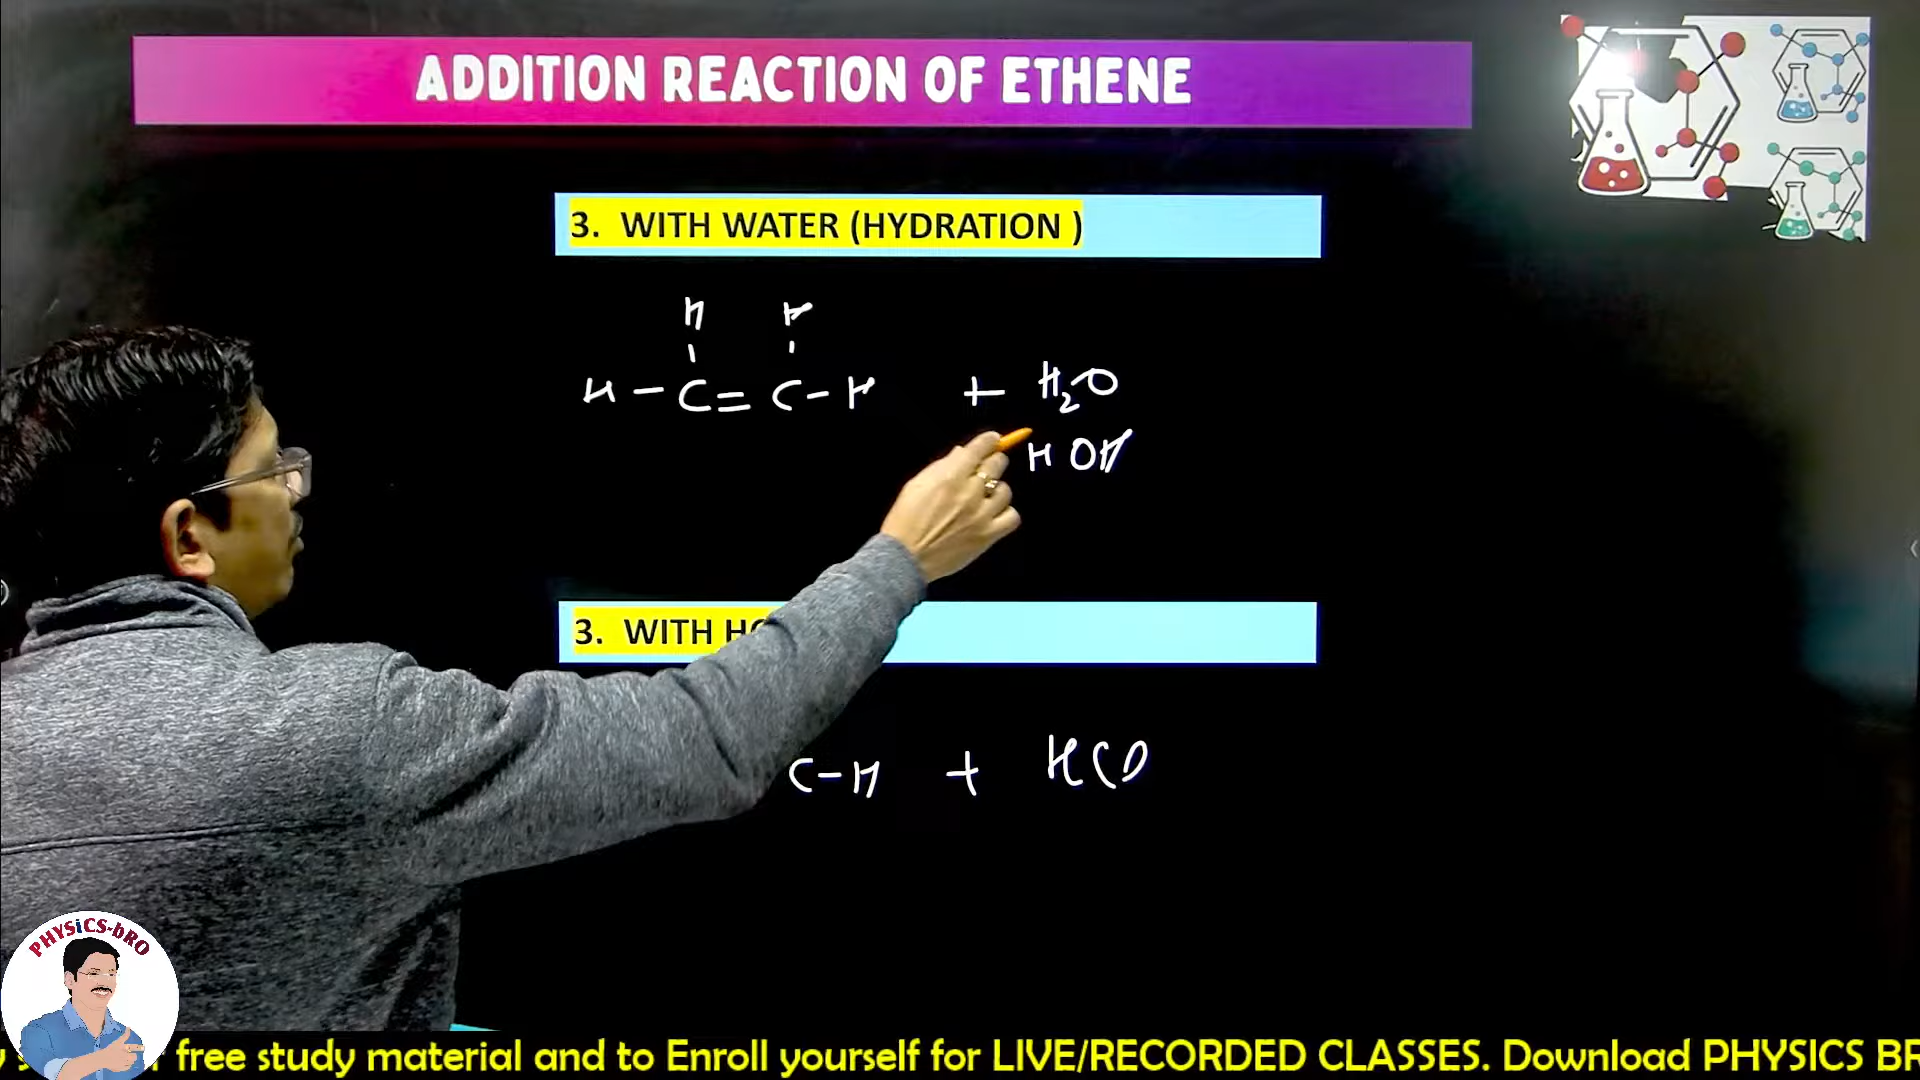 ADDITION REACTION OF ETHENE
3. WITH WATER (HYDRATION )
H H
H - C = C - H + H₂O
H OH
3. WITH
C - H + HCl
PHYSiCS-bRO
free study material and to Enroll yourself for LIVE/RECORDED CLASSES. Download PHYSICS BR